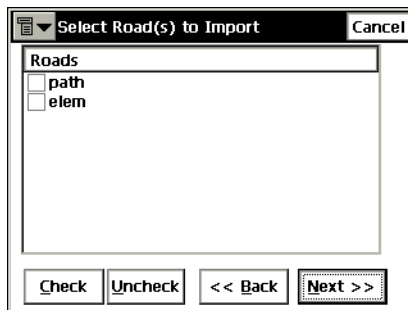 Select Road(s) to Import Cancel
Roads
path
elem
Check Uncheck << Back Next >>